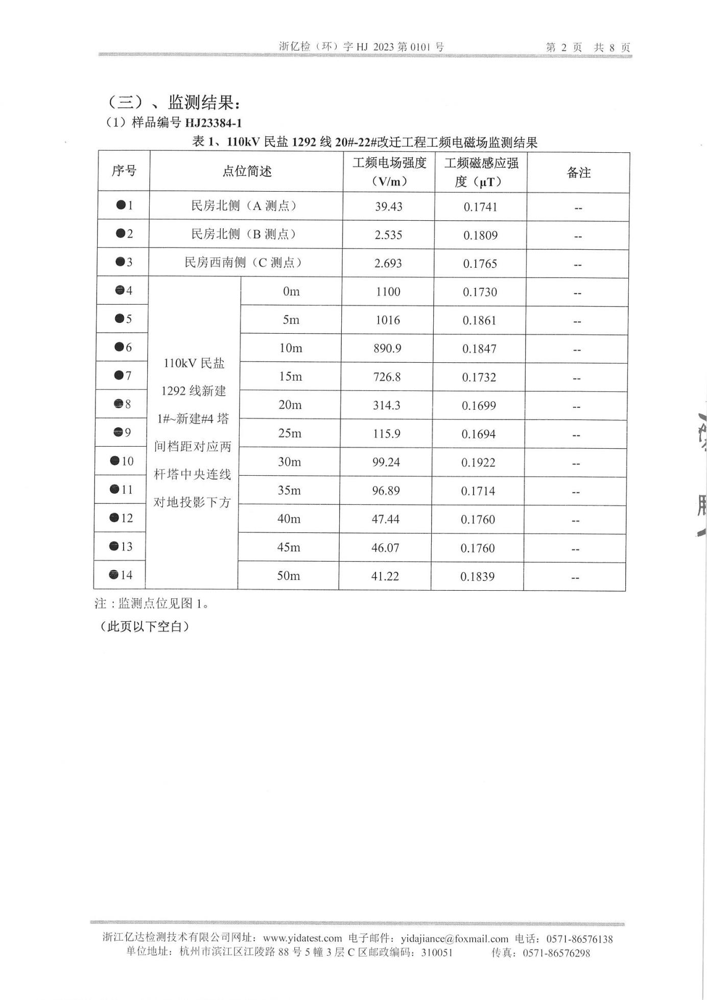 浙亿检（环）字 HJ 2023 第 0101 号 第 2 页 共 8 页
（三）、监测结果：
（1）样品编号 HJ23384-1
表 1、110kV 民盐 1292 线 20#-22#改迁工程工频电磁场监测结果
序号 点位简述 工频电场强度（V/m） 工频磁感应强度（μT） 备注
●1 民房北侧（A 测点） 39.43 0.1741 --
●2 民房北侧（B 测点） 2.535 0.1809 --
●3 民房西南侧（C 测点） 2.693 0.1765 --
110kV 民盐
1292 线新建
1#~新建#4 塔
间档距对应两
杆塔中央连线
对地投影下方
●4 0m 1100 0.1730 --
●5 5m 1016 0.1861 --
●6 10m 890.9 0.1847 --
●7 15m 726.8 0.1732 --
●8 20m 314.3 0.1699 --
●9 25m 115.9 0.1694 --
●10 30m 99.24 0.1922 --
●11 35m 96.89 0.1714 --
●12 40m 47.44 0.1760 --
●13 45m 46.07 0.1760 --
●14 50m 41.22 0.1839 --
注：监测点位见图 1。
（此页以下空白）
浙江亿达检测技术有限公司网址：www.yidatest.com 电子邮件：yidajiance@foxmail.com 电话：0571-86576138
单位地址：杭州市滨江区江陵路 88 号 5 幢 3 层 C 区邮政编码：310051 传真：0571-86576298